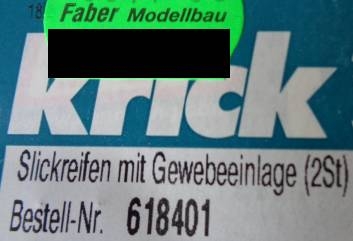 Faber Modellbau
krick
Slickreifen mit Gewebeeinlage (2St)
Bestell-Nr. 618401